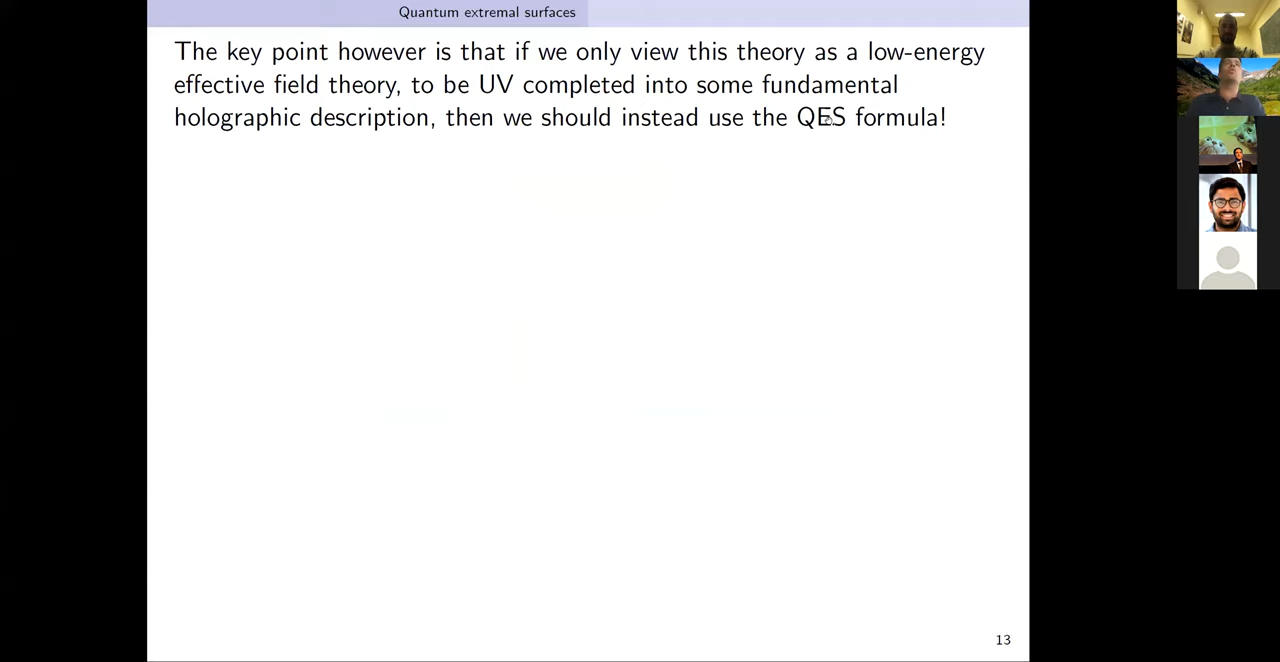 Quantum extremal surfaces
The key point however is that if we only view this theory as a low-energy
effective field theory, to be UV completed into some fundamental
holographic description, then we should instead use the QES formula!
13